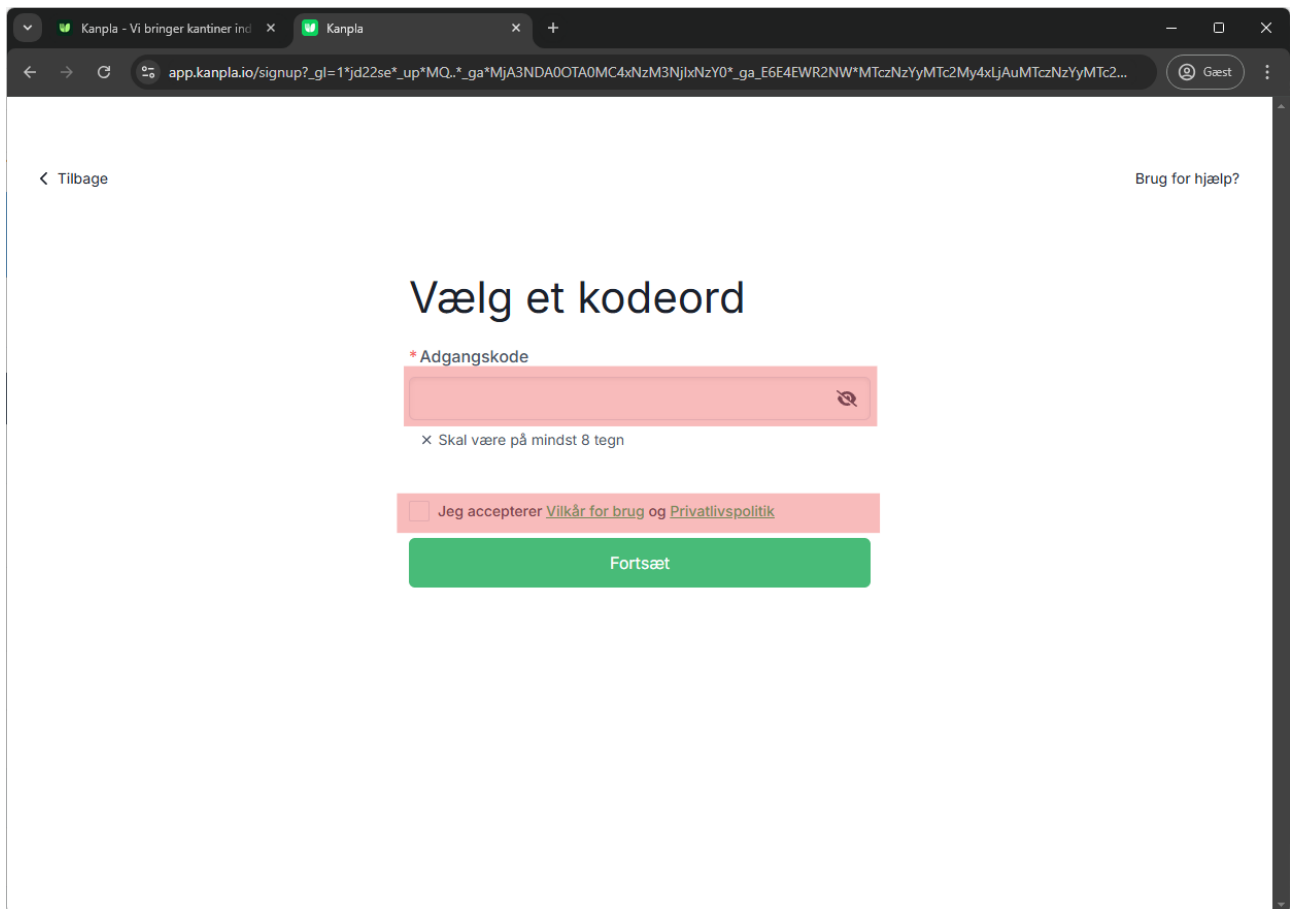 Kanpla - Vi bringer kantiner ind
Kanpla
app.kanpla.io/signup?_gl=1*jd22se*_up*MQ..*_ga*MjA3NDA0OTA0MC4xNzM3NjIxNzY0*_ga_E6E4EWR2NW*MTczNzYyMTc2My4xLjAuMTczNzYyMTc2...
Gæst
Tilbage
Brug for hjælp?
Vælg et kodeord
* Adgangskode
Skal være på mindst 8 tegn
Jeg accepterer Vilkår for brug og Privatlivspolitik
Fortsæt